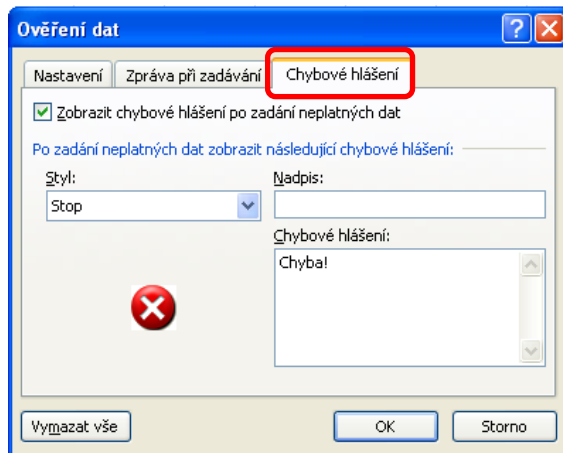 Ověření dat
Nastavení Zpráva při zadávání Chybové hlášení
Zobrazit chybové hlášení po zadání neplatných dat
Po zadání neplatných dat zobrazit následující chybové hlášení:
Styl: Nadpis:
Stop
Chybové hlášení:
Chyba!
Vymazat vše OK Storno